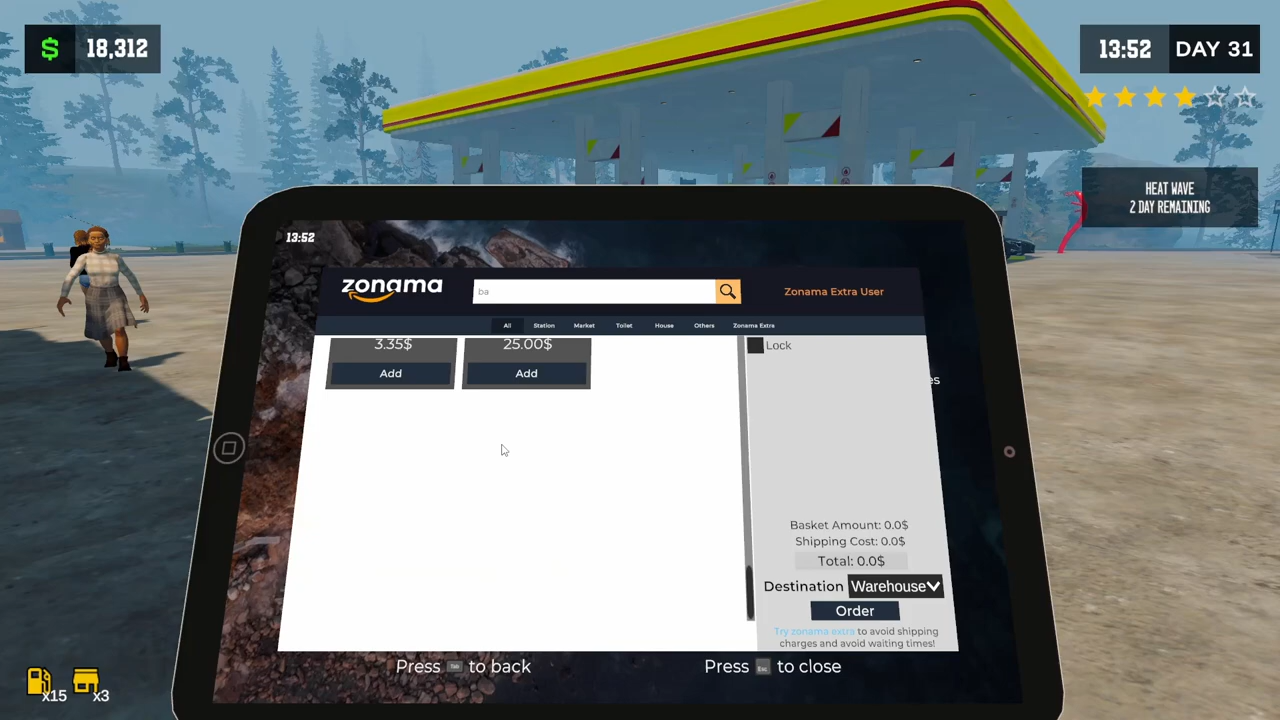 $ 18,312
13:52 DAY 31
HEAT WAVE
2 DAY REMAINING
13:52
zonama
ba
Zonama Extra User
All Station Market Toilet House Others Zonama Extra
3.35$ 25.00$
Add Add
Lock
es
Basket Amount: 0.0$
Shipping Cost: 0.0$
Total: 0.0$
Destination Warehouse
Order
Try zonama extra to avoid shipping
charges and avoid waiting times!
Press Tab to back
Press Esc to close
x15 x3